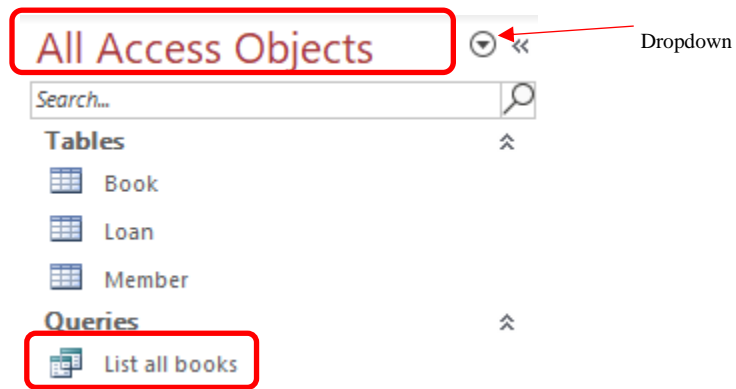 All Access Objects
Dropdown
Search...
Tables
Book
Loan
Member
Queries
List all books